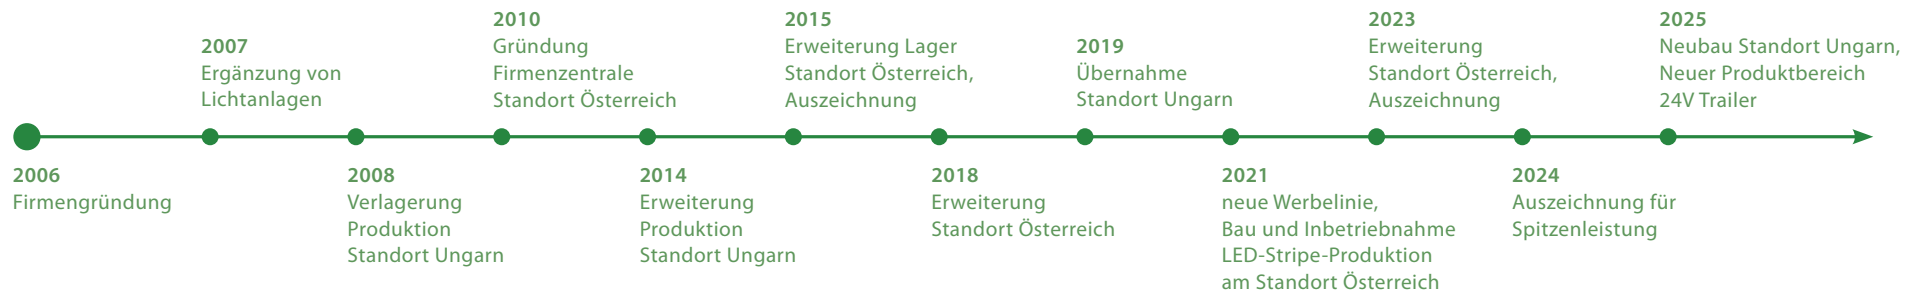 2006
Firmengründung
2007
Ergänzung von
Lichtanlagen
2008
Verlagerung
Produktion
Standort Ungarn
2010
Gründung
Firmenzentrale
Standort Österreich
2014
Erweiterung
Produktion
Standort Ungarn
2015
Erweiterung Lager
Standort Österreich,
Auszeichnung
2018
Erweiterung
Standort Österreich
2019
Übernahme
Standort Ungarn
2021
neue Werbelinie,
Bau und Inbetriebnahme
LED-Stripe-Produktion
am Standort Österreich
2023
Erweiterung
Standort Österreich,
Auszeichnung
2024
Auszeichnung für
Spitzenleistung
2025
Neubau Standort Ungarn,
Neuer Produktbereich
24V Trailer